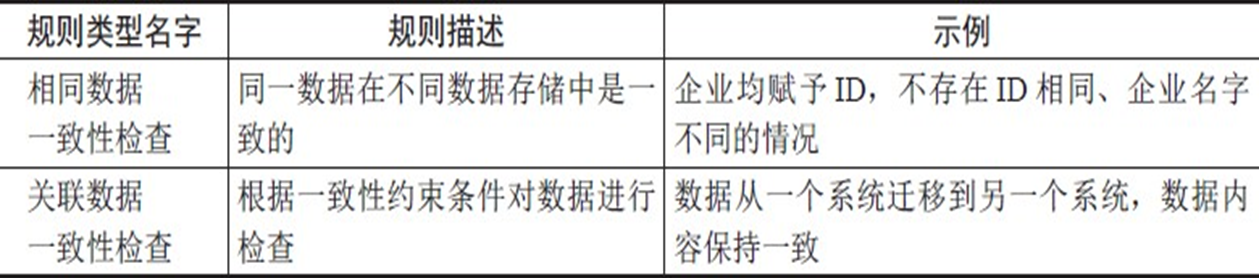 规则类型名字 规则描述 示例
相同数据
一致性检查
同一数据在不同数据存储中是一
致的
企业均赋予 ID，不存在 ID 相同、企业名字
不同的情况
关联数据
一致性检查
根据一致性约束条件对数据进行
检查
数据从一个系统迁移到另一个系统，数据内
容保持一致